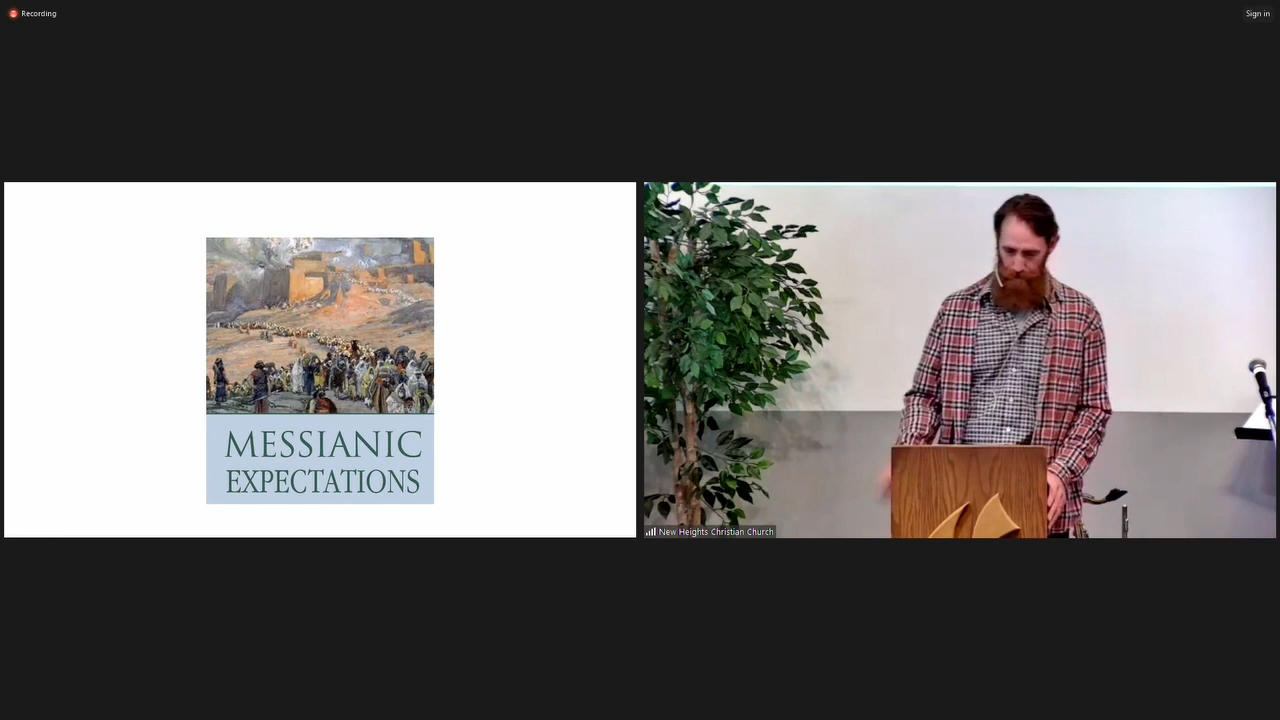 Recording
Sign in
MESSIANIC
EXPECTATIONS
New Heights Christian Church